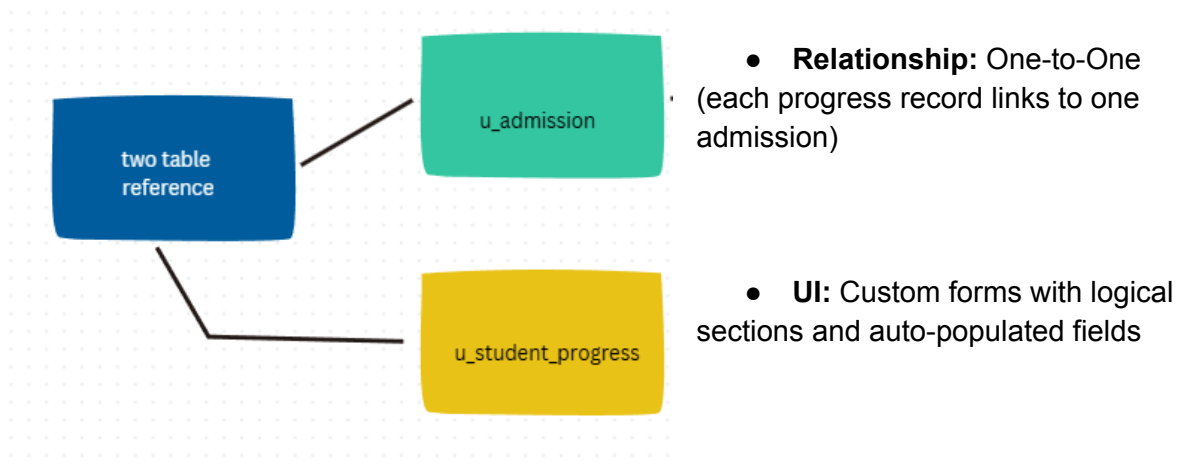 two table
reference
u_admission
u_student_progress
● Relationship: One-to-One
(each progress record links to one
admission)
● UI: Custom forms with logical
sections and auto-populated fields